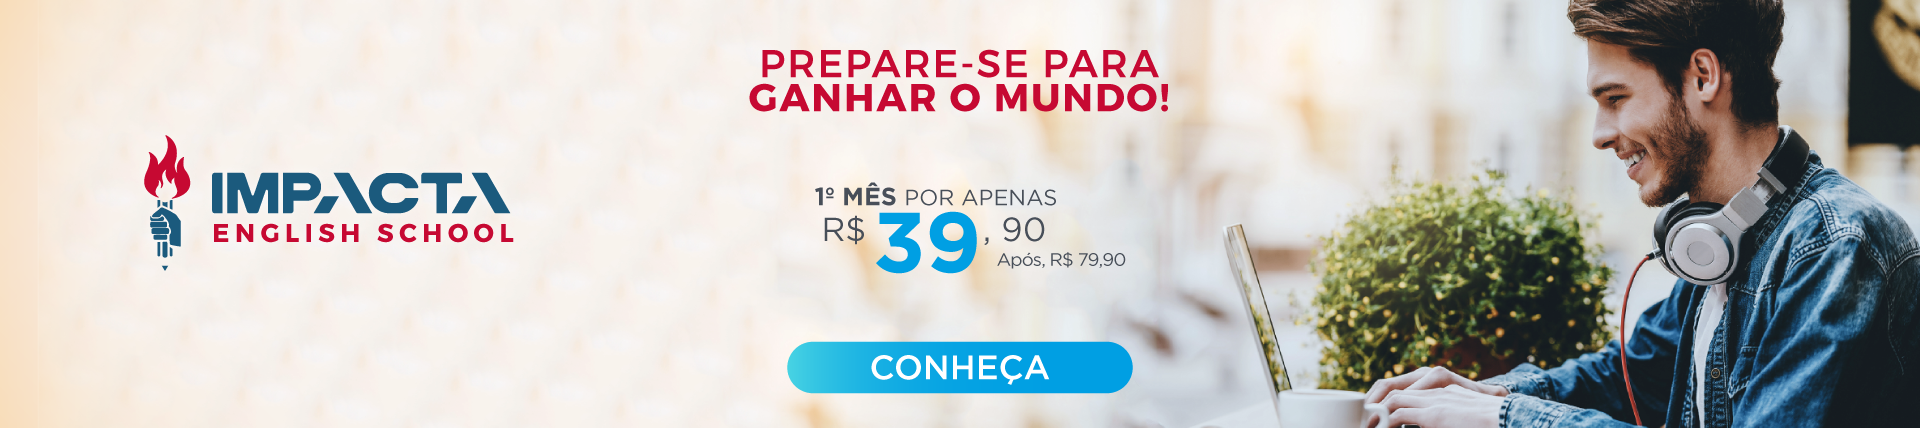 IMPACTA
ENGLISH SCHOOL
PREPARE-SE PARA
GANHAR O MUNDO!
1º MÊS POR APENAS
R$ 39, 90
Após, R$ 79,90
CONHEÇA